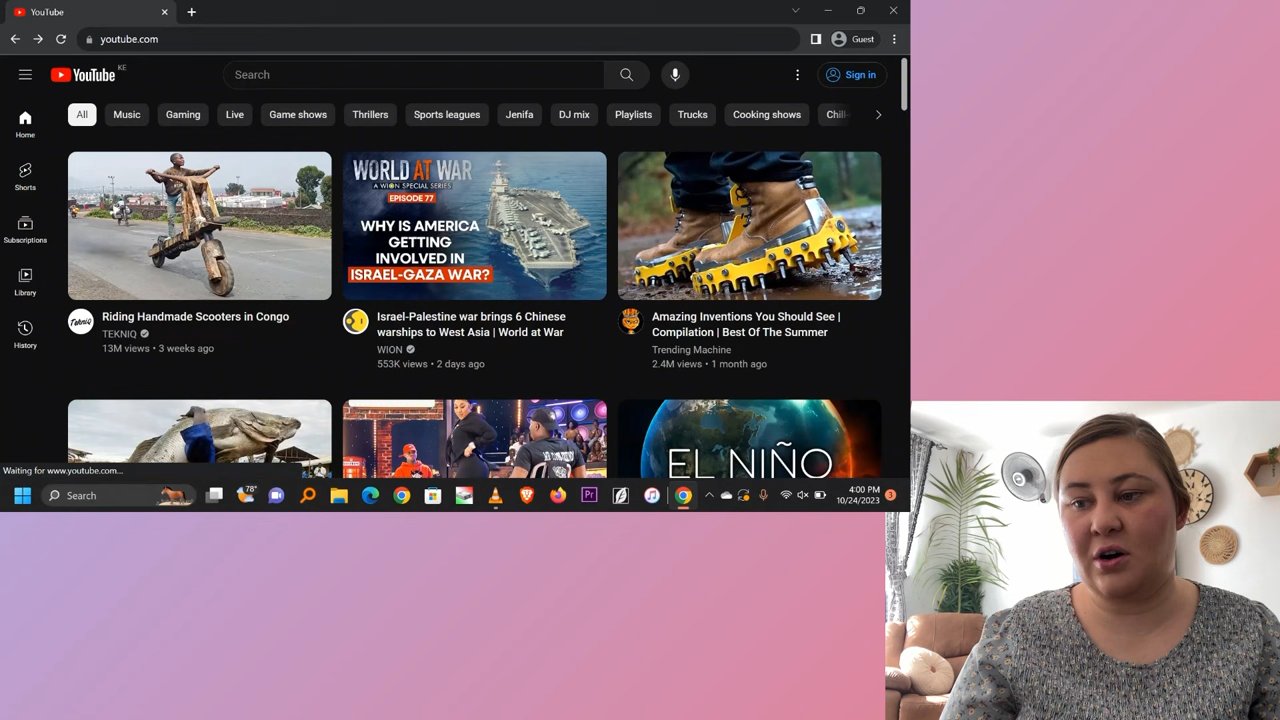 YouTube
youtube.com
Guest
YouTube KE
Search
Sign in
All
Music
Gaming
Live
Game shows
Thrillers
Sports leagues
Jenifa
DJ mix
Playlists
Trucks
Cooking shows
Chill-
Home
Shorts
Subscriptions
Library
History
WORLD AT WAR
A WION SPECIAL SERIES
EPISODE 77
WHY IS AMERICA
GETTING
INVOLVED IN
ISRAEL-GAZA WAR?
Tekniq
Riding Handmade Scooters in Congo
TEKNIQ
13M views • 3 weeks ago
Israel-Palestine war brings 6 Chinese
warships to West Asia | World at War
WION
553K views • 2 days ago
Amazing Inventions You Should See |
Compilation | Best Of The Summer
Trending Machine
2.4M views • 1 month ago
EL NIÑO
Waiting for www.youtube.com...
Search
78°
Pr
4:00 PM
10/24/2023
3